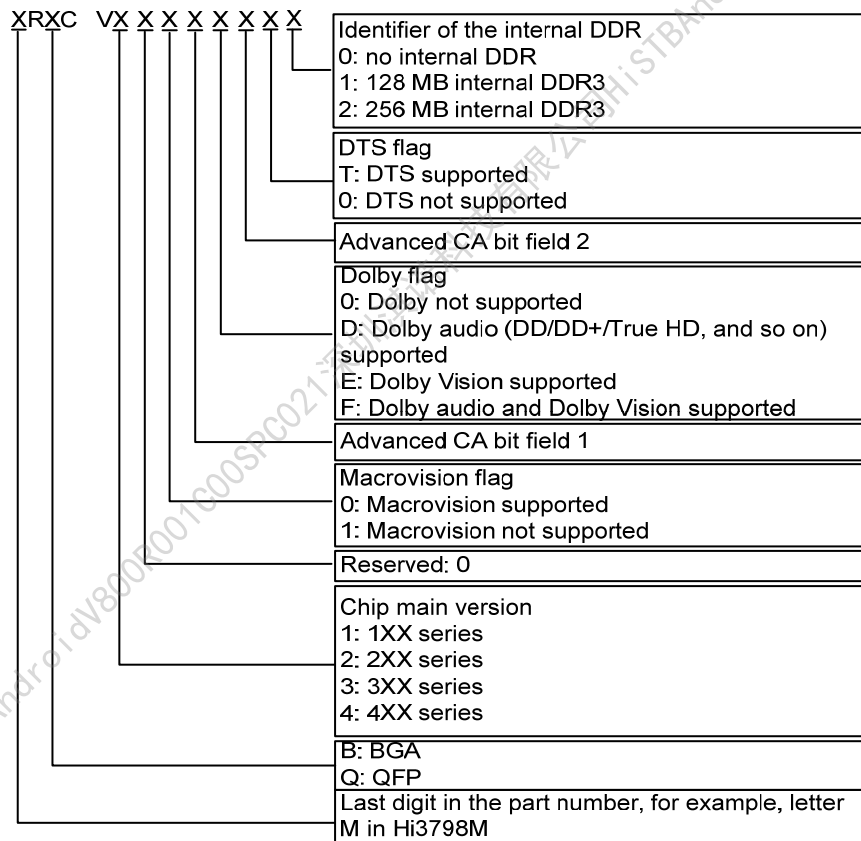 XRXC VXXXXXXXX
Identifier of the internal DDR
0: no internal DDR
1: 128 MB internal DDR3
2: 256 MB internal DDR3
DTS flag
T: DTS supported
0: DTS not supported
Advanced CA bit field 2
Dolby flag
0: Dolby not supported
D: Dolby audio (DD/DD+/True HD, and so on)
supported
E: Dolby Vision supported
F: Dolby audio and Dolby Vision supported
Advanced CA bit field 1
Macrovision flag
0: Macrovision supported
1: Macrovision not supported
Reserved: 0
Chip main version
1: 1XX series
2: 2XX series
3: 3XX series
4: 4XX series
B: BGA
Q: QFP
Last digit in the part number, for example, letter
M in Hi3798M